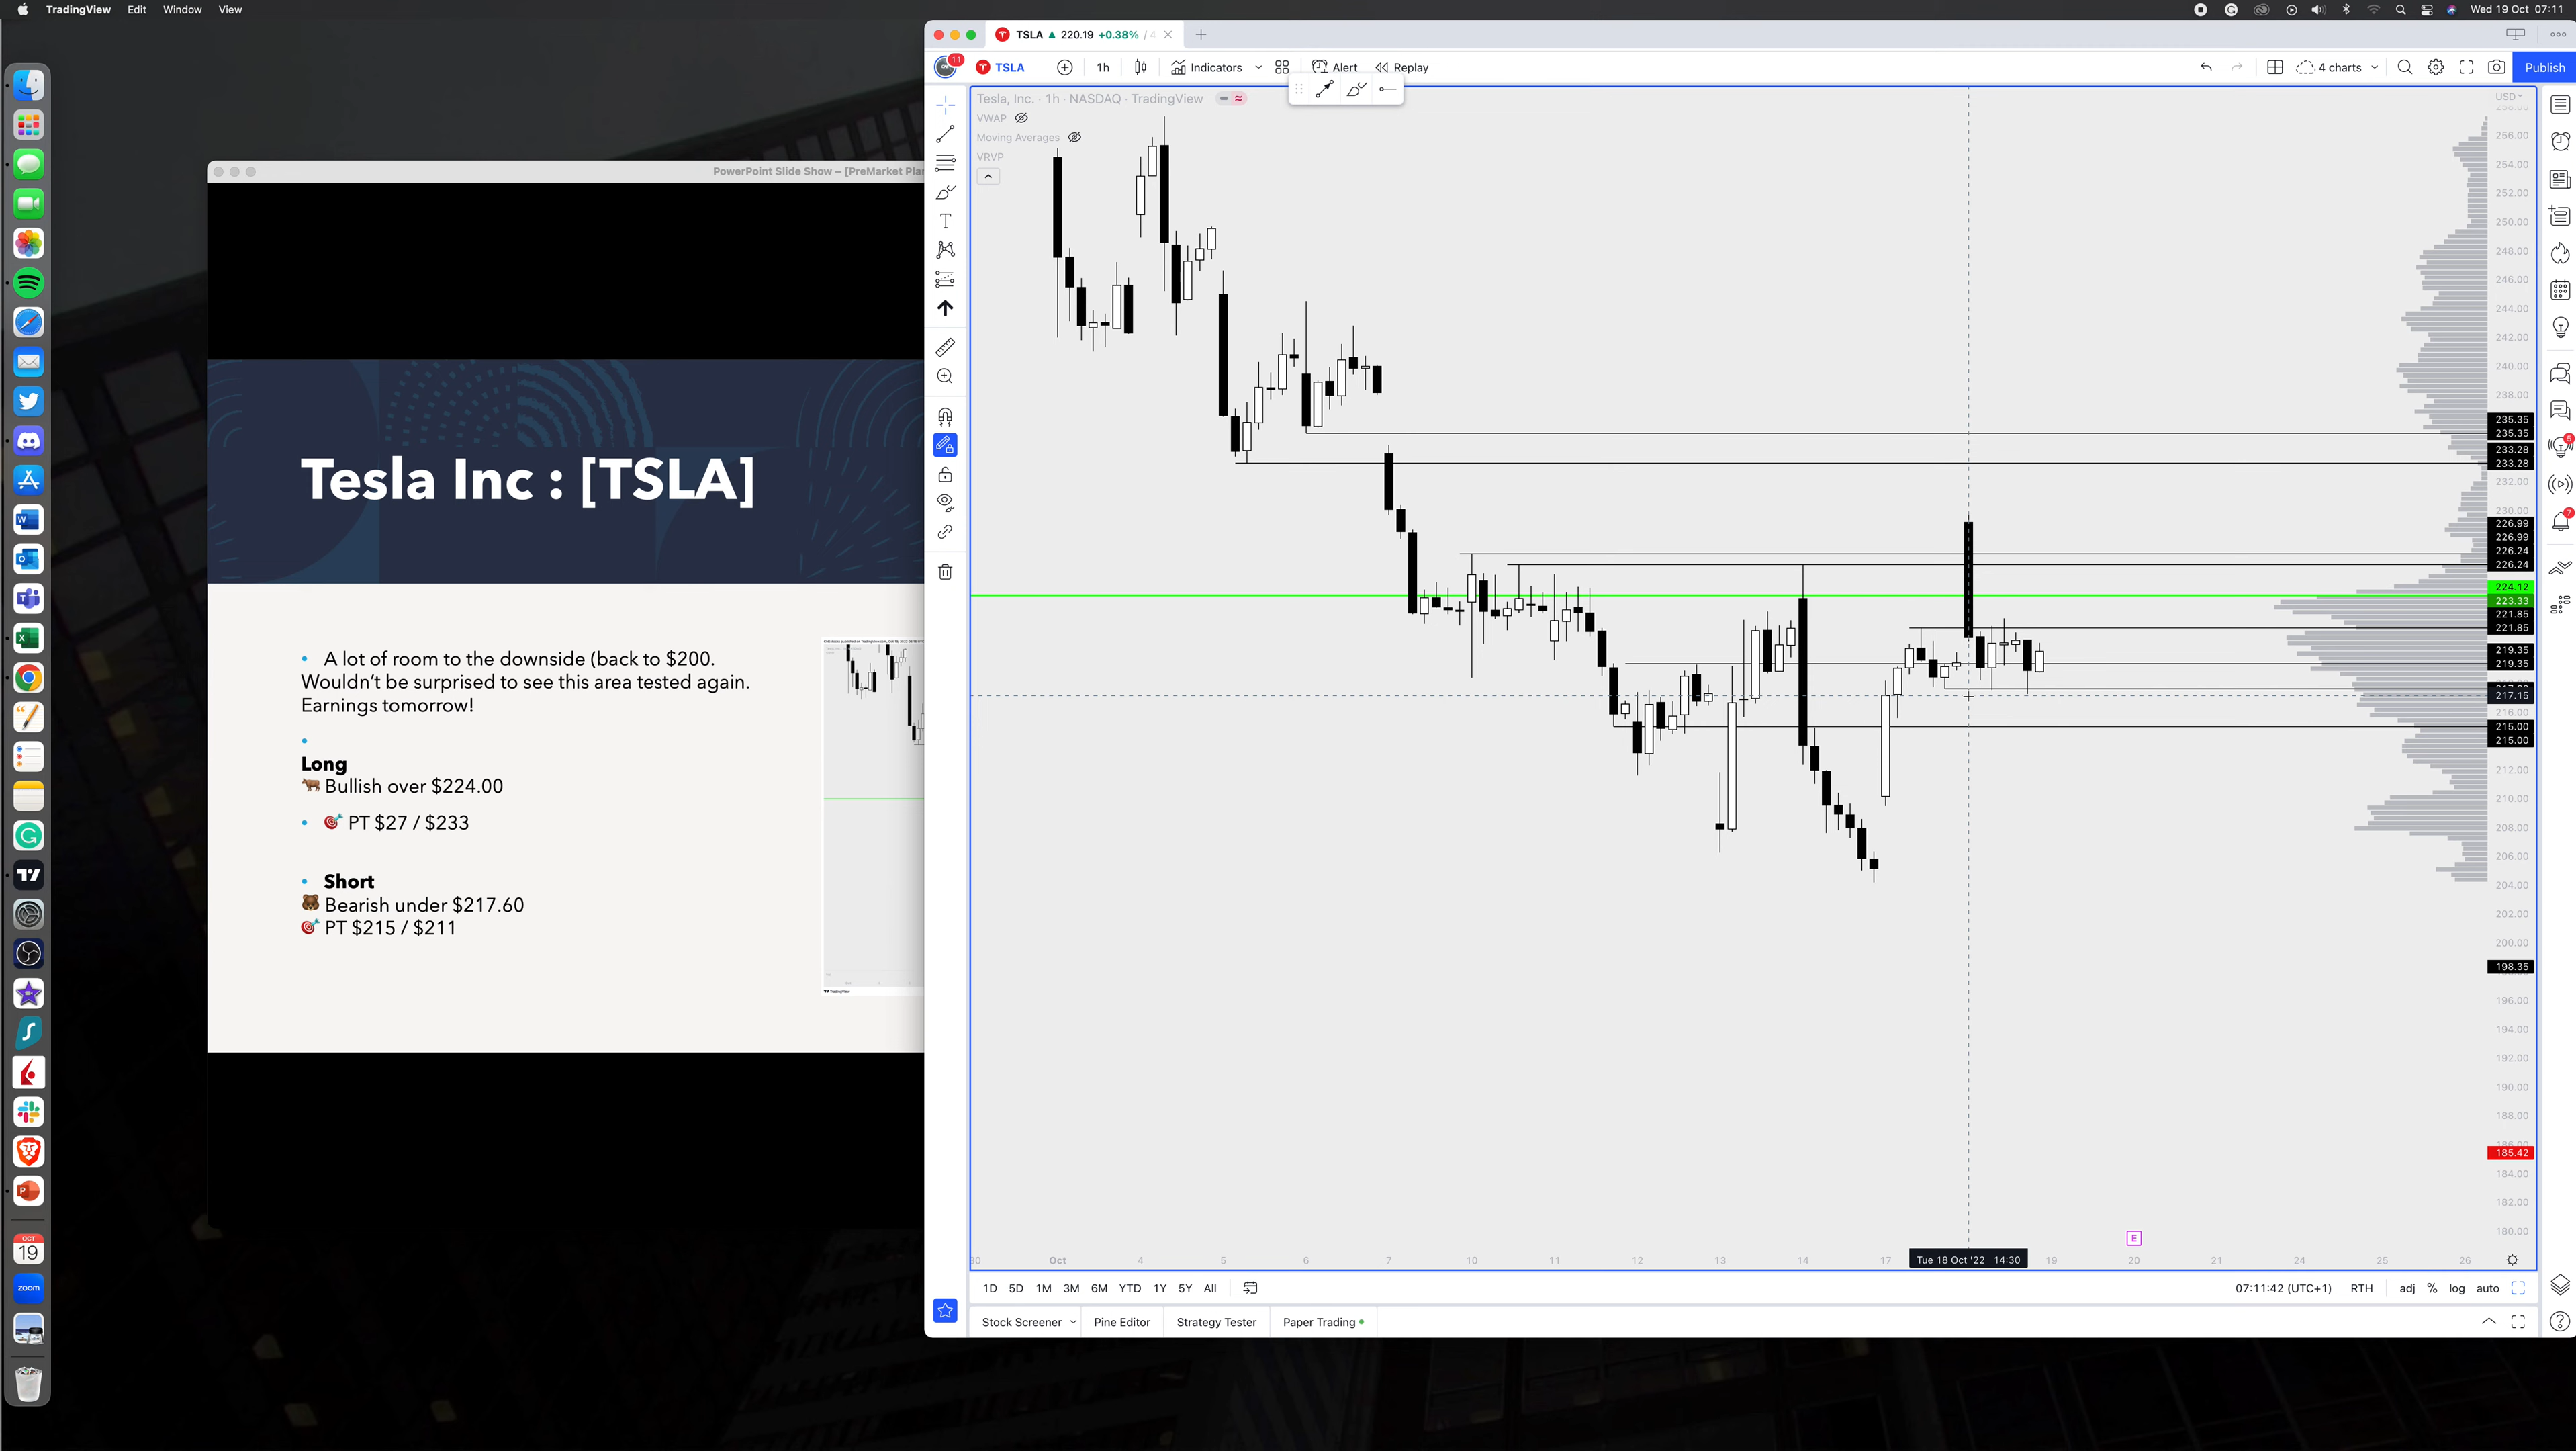 TradingView Edit Window View
Wed 19 Oct 07:11
PowerPoint Slide Show – [PreMarket Plan
Tesla Inc : [TSLA]
A lot of room to the downside (back to $200.
Wouldn't be surprised to see this area tested again.
Earnings tomorrow!
Long
🐂 Bullish over $224.00
🎯 PT $27 / $233
Short
🐻 Bearish under $217.60
🎯 PT $215 / $211
TradingView
OCT
19
zoom
TSLA ▲ 220.19 +0.38% / 4
11
TSLA
1h
Indicators
Alert
Replay
4 charts
Publish
Tesla, Inc. · 1h · NASDAQ · TradingView
VWAP
Moving Averages
VRVP
USD
256.00
254.00
252.00
250.00
248.00
246.00
244.00
242.00
240.00
238.00
235.35
235.35
233.28
233.28
232.00
230.00
226.99
226.99
226.24
226.24
224.12
223.33
221.85
221.85
219.35
219.35
217.15
216.00
215.00
215.00
212.00
210.00
208.00
206.00
204.00
202.00
200.00
198.35
196.00
194.00
192.00
190.00
188.00
186.00
185.42
184.00
182.00
180.00
5
7
E
30 Oct 4 5 6 7 10 11 12 13 14 17 Tue 18 Oct '22 14:30 19 20 21 24 25 26
1D 5D 1M 3M 6M YTD 1Y 5Y All
07:11:42 (UTC+1) RTH adj % log auto
Stock Screener Pine Editor Strategy Tester Paper Trading